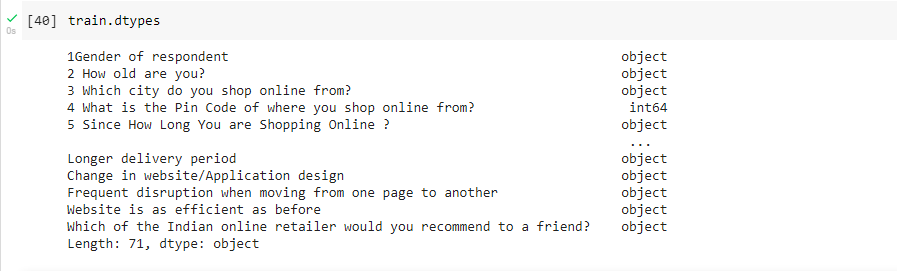 [40] train.dtypes
0s
1Gender of respondent object
2 How old are you? object
3 Which city do you shop online from? object
4 What is the Pin Code of where you shop online from? int64
5 Since How Long You are Shopping Online ? object
...
Longer delivery period object
Change in website/Application design object
Frequent disruption when moving from one page to another object
Website is as efficient as before object
Which of the Indian online retailer would you recommend to a friend? object
Length: 71, dtype: object